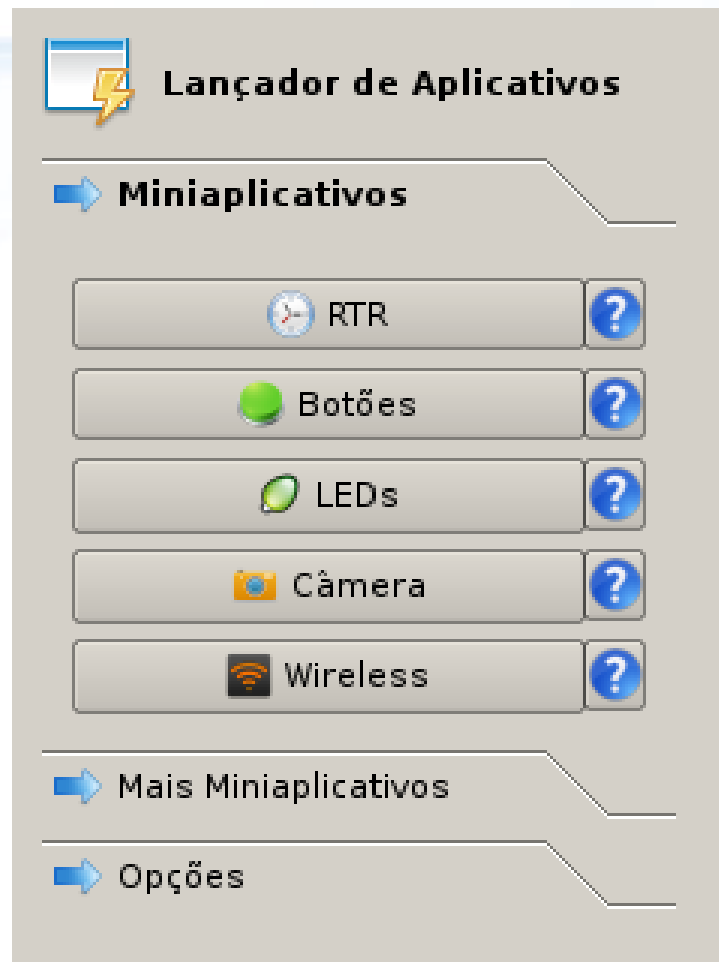 Lançador de Aplicativos
Miniaplicativos
RTR
Botões
LEDs
Câmera
Wireless
Mais Miniaplicativos
Opções